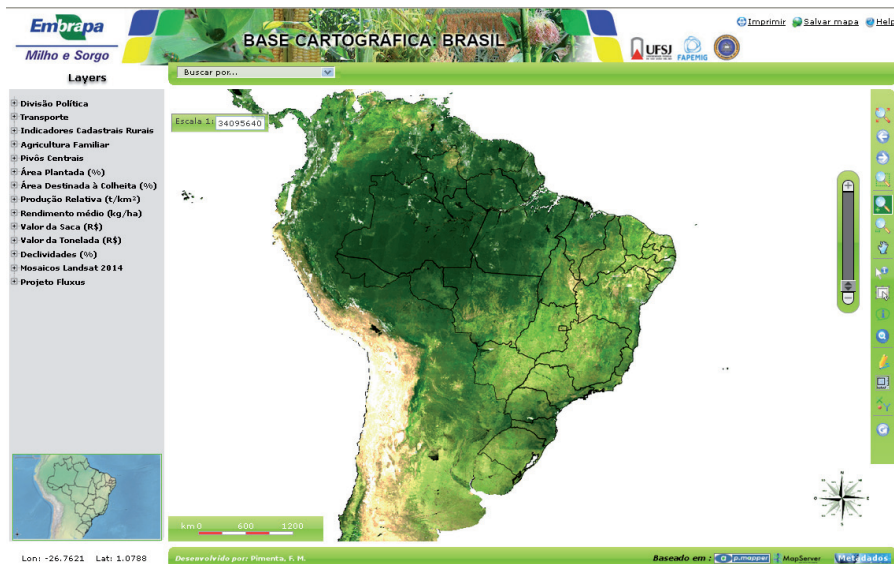 Embrapa
Milho e Sorgo
BASE CARTOGRÁFICA: BRASIL
UFSJ
FAPEMIG
Imprimir Salvar mapa Help
Layers
Buscar por...
Divisão Política
Transporte
Indicadores Cadastrais Rurais
Agricultura Familiar
Pivôs Centrais
Área Plantada (%)
Área Destinada à Colheita (%)
Produção Relativa (t/km²)
Rendimento médio (kg/ha)
Valor da Saca (R$)
Valor da Tonelada (R$)
Declividades (%)
Mosaicos Landsat 2014
Projeto Fluxus
Escala 1: 34095640
km 0 600 1200
Lon: -26.7621 Lat: 1.0788
Desenvolvido por: Pimenta, F. M.
Baseado em : p.mapper MapServer Metadados